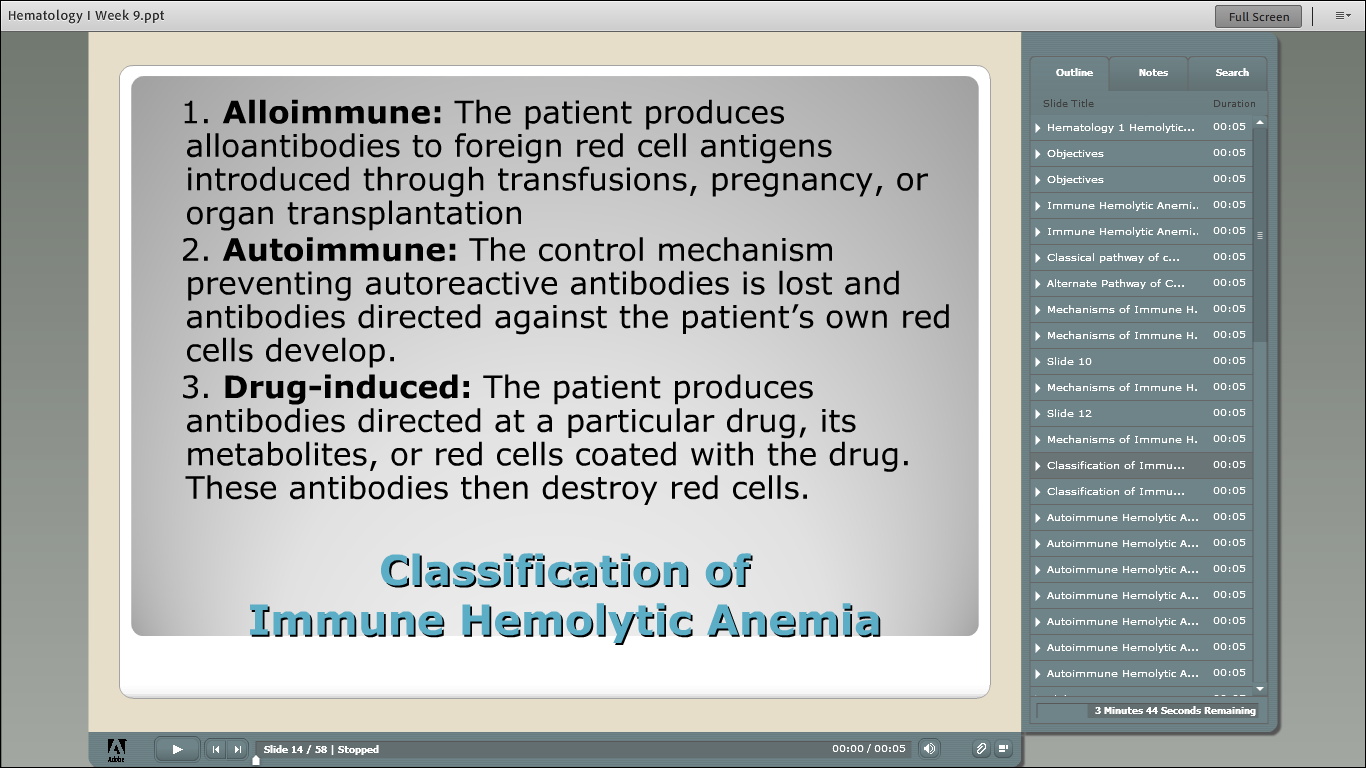 Hematology I Week 9.ppt
Full Screen
1. Alloimmune: The patient produces
alloantibodies to foreign red cell antigens
introduced through transfusions, pregnancy, or
organ transplantation
2. Autoimmune: The control mechanism
preventing autoreactive antibodies is lost and
antibodies directed against the patient’s own red
cells develop.
3. Drug-induced: The patient produces
antibodies directed at a particular drug, its
metabolites, or red cells coated with the drug.
These antibodies then destroy red cells.
Classification of
Immune Hemolytic Anemia
Outline Notes Search
Slide Title Duration
Hematology 1 Hemolytic... 00:05
Objectives 00:05
Objectives 00:05
Immune Hemolytic Anemi.. 00:05
Immune Hemolytic Anemi.. 00:05
Classical pathway of c... 00:05
Alternate Pathway of C... 00:05
Mechanisms of Immune H. 00:05
Mechanisms of Immune H. 00:05
Slide 10 00:05
Mechanisms of Immune H. 00:05
Slide 12 00:05
Mechanisms of Immune H. 00:05
Classification of Immu... 00:05
Classification of Immu... 00:05
Autoimmune Hemolytic A... 00:05
Autoimmune Hemolytic A... 00:05
Autoimmune Hemolytic A... 00:05
Autoimmune Hemolytic A... 00:05
Autoimmune Hemolytic A... 00:05
Autoimmune Hemolytic A... 00:05
Autoimmune Hemolytic A... 00:05
3 Minutes 44 Seconds Remaining
Adobe
Slide 14 / 58 | Stopped 00:00 / 00:05